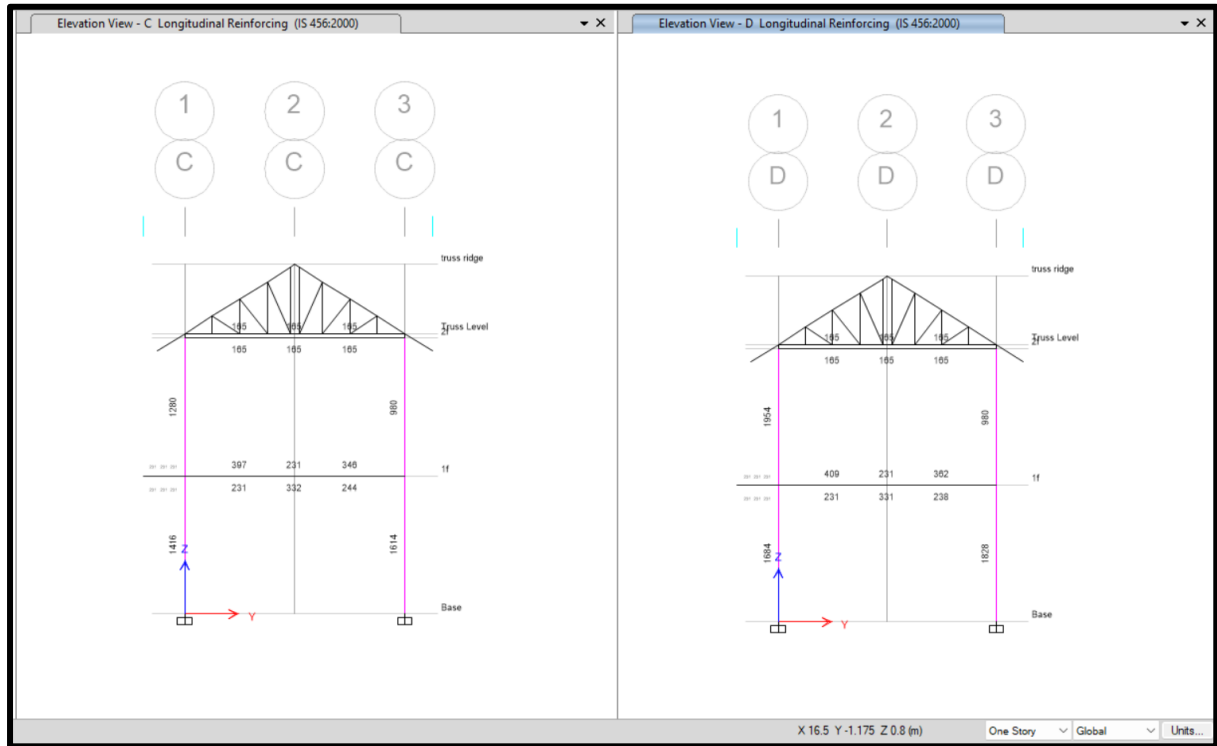 Elevation View - C Longitudinal Reinforcing (IS 456:2000)
1 2 3
C C C
truss ridge
Truss Level
165 165 165
165 165 165
1280 980
397 231 346
1f
231 332 244
1416 1614
Z
Y
Base
Elevation View - D Longitudinal Reinforcing (IS 456:2000)
1 2 3
D D D
truss ridge
Truss Level
165 165 165
165 165 165
1954 980
409 231 362
1f
231 331 238
1684 1828
Z
Y
Base
X 16.5 Y -1.175 Z 0.8 (m)
One Story Global Units...